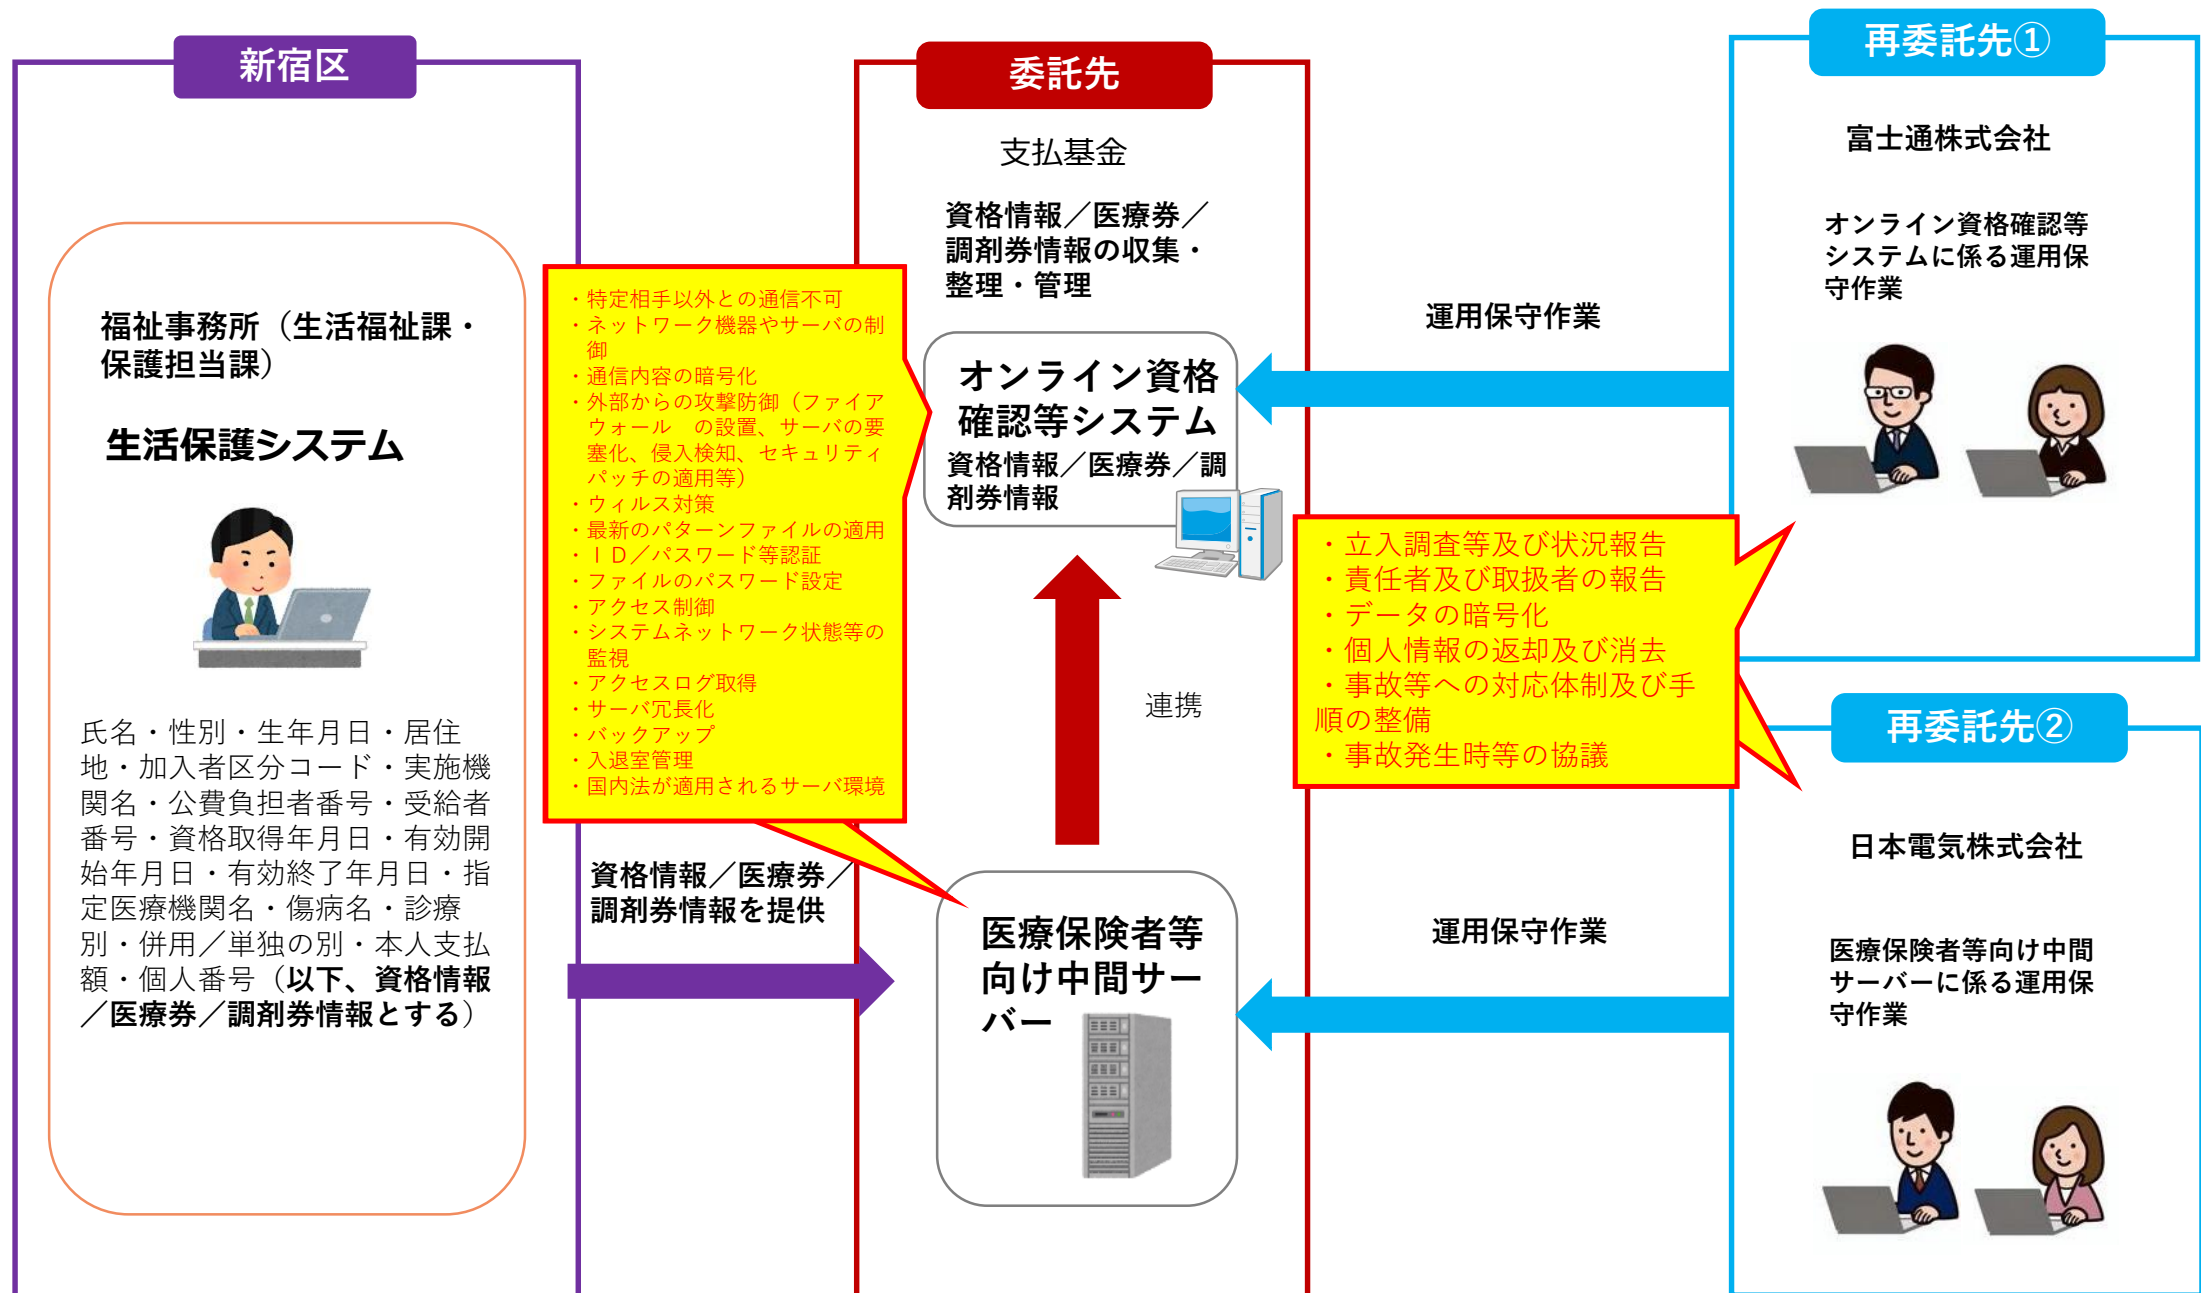 新宿区
福祉事務所（生活福祉課・
保護担当課）
生活保護システム
氏名・性別・生年月日・居住
地・加入者区分コード・実施機
関名・公費負担者番号・受給者
番号・資格取得年月日・有効開
始年月日・有効終了年月日・指
定医療機関名・傷病名・診療
別・併用／単独の別・本人支払
額・個人番号（以下、資格情報
／医療券／調剤券情報とする）
・特定相手以外との通信不可
・ネットワーク機器やサーバの制
御
・通信内容の暗号化
・外部からの攻撃防御（ファイア
ウォール　の設置、サーバの要
塞化、侵入検知、セキュリティ
パッチの適用等）
・ウィルス対策
・最新のパターンファイルの適用
・ＩＤ／パスワード等認証
・ファイルのパスワード設定
・アクセス制御
・システムネットワーク状態等の
監視
・アクセスログ取得
・サーバ冗長化
・バックアップ
・入退室管理
・国内法が適用されるサーバ環境
資格情報／医療券／
調剤券情報を提供
委託先
支払基金
資格情報／医療券／
調剤券情報の収集・
整理・管理
オンライン資格
確認等システム
資格情報／医療券／調
剤券情報
連携
医療保険者等
向け中間サー
バー
運用保守作業
・立入調査等及び状況報告
・責任者及び取扱者の報告
・データの暗号化
・個人情報の返却及び消去
・事故等への対応体制及び手
順の整備
・事故発生時等の協議
運用保守作業
再委託先①
富士通株式会社
オンライン資格確認等
システムに係る運用保
守作業
再委託先②
日本電気株式会社
医療保険者等向け中間
サーバーに係る運用保
守作業